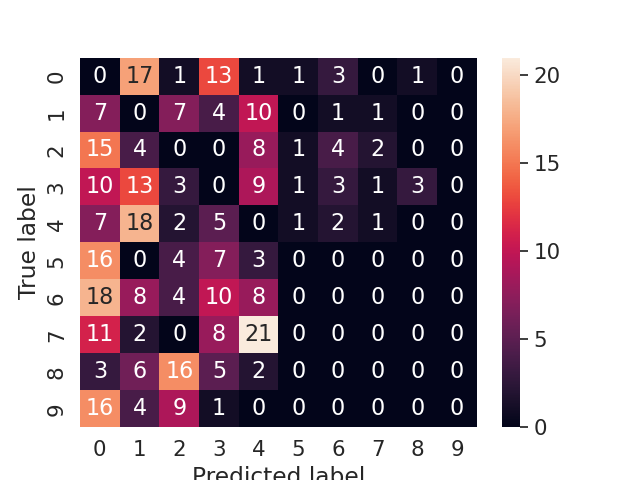 0 0 17 1 13 1 1 3 0 1 0
1 7 0 7 4 10 0 1 1 0 0
2 15 4 0 0 8 1 4 2 0 0
3 10 13 3 0 9 1 3 1 3 0
4 7 18 2 5 0 1 2 1 0 0
5 16 0 4 7 3 0 0 0 0 0
6 18 8 4 10 8 0 0 0 0 0
7 11 2 0 8 21 0 0 0 0 0
8 3 6 16 5 2 0 0 0 0 0
9 16 4 9 1 0 0 0 0 0 0
0 1 2 3 4 5 6 7 8 9
True label
Predicted label
20
15
10
5
0